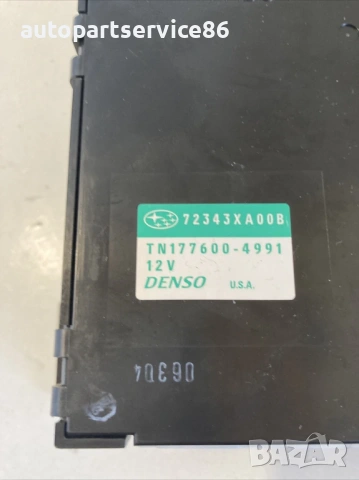 autopartservice86
72343XA00B
TN177600-4991
12V
DENSO U.S.A.
063D4
BAZAR